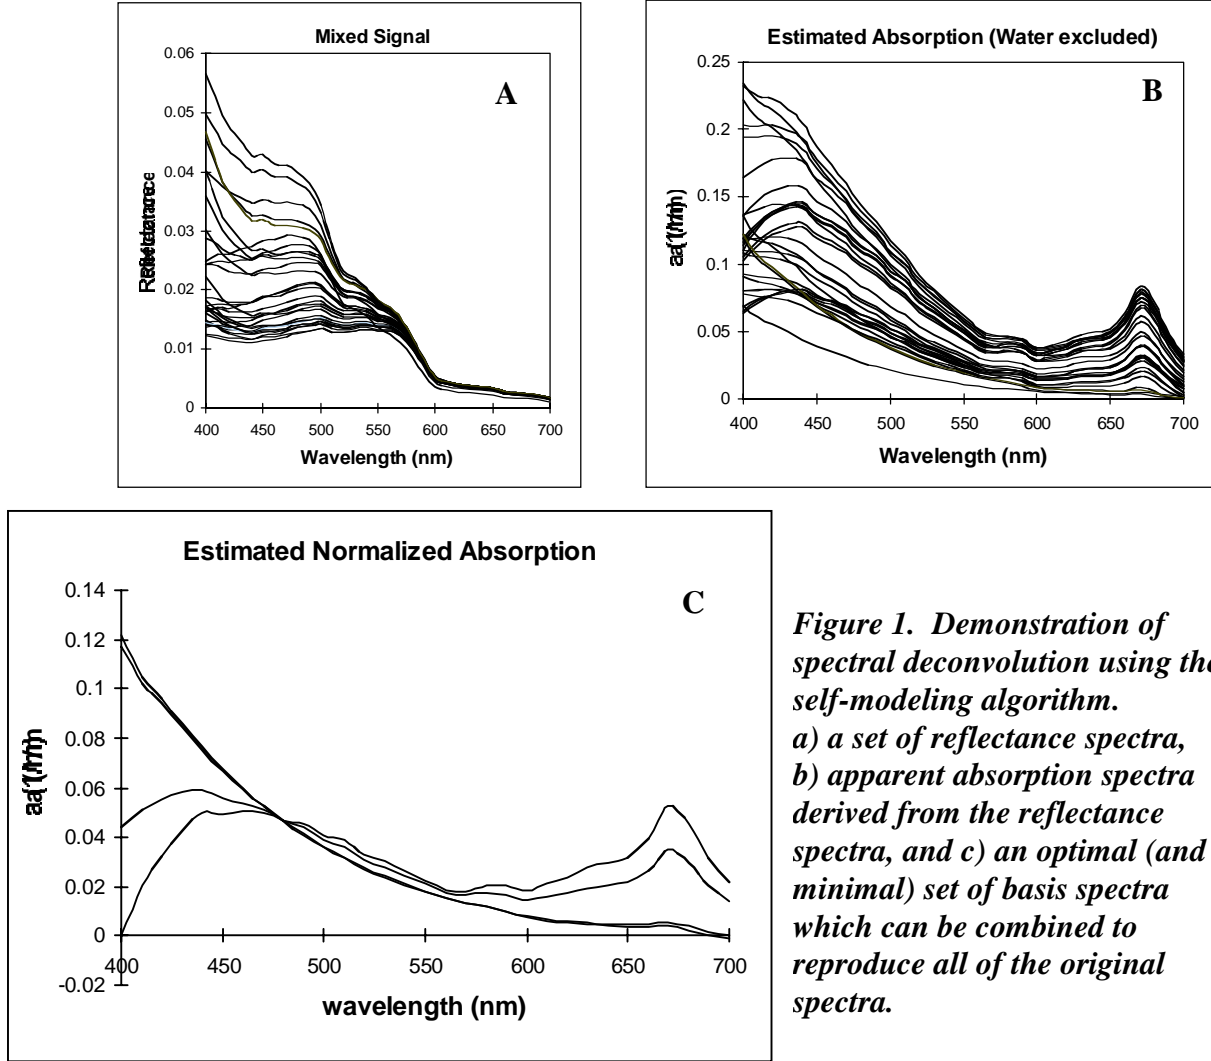 Mixed Signal
A
0.06
0.05
0.04
0.03
0.02
0.01
0
400 450 500 550 600 650 700
Wavelength (nm)
Estimated Absorption (Water excluded)
B
0.25
0.2
0.15
0.1
0.05
0
400 450 500 550 600 650 700
Wavelength (nm)
Estimated Normalized Absorption
C
0.14
0.12
0.1
0.08
0.06
0.04
0.02
0
-0.02
400 450 500 550 600 650 700
wavelength (nm)
Figure 1. Demonstration of
spectral deconvolution using the
self-modeling algorithm.
a) a set of reflectance spectra,
b) apparent absorption spectra
derived from the reflectance
spectra, and c) an optimal (and
minimal) set of basis spectra
which can be combined to
reproduce all of the original
spectra.